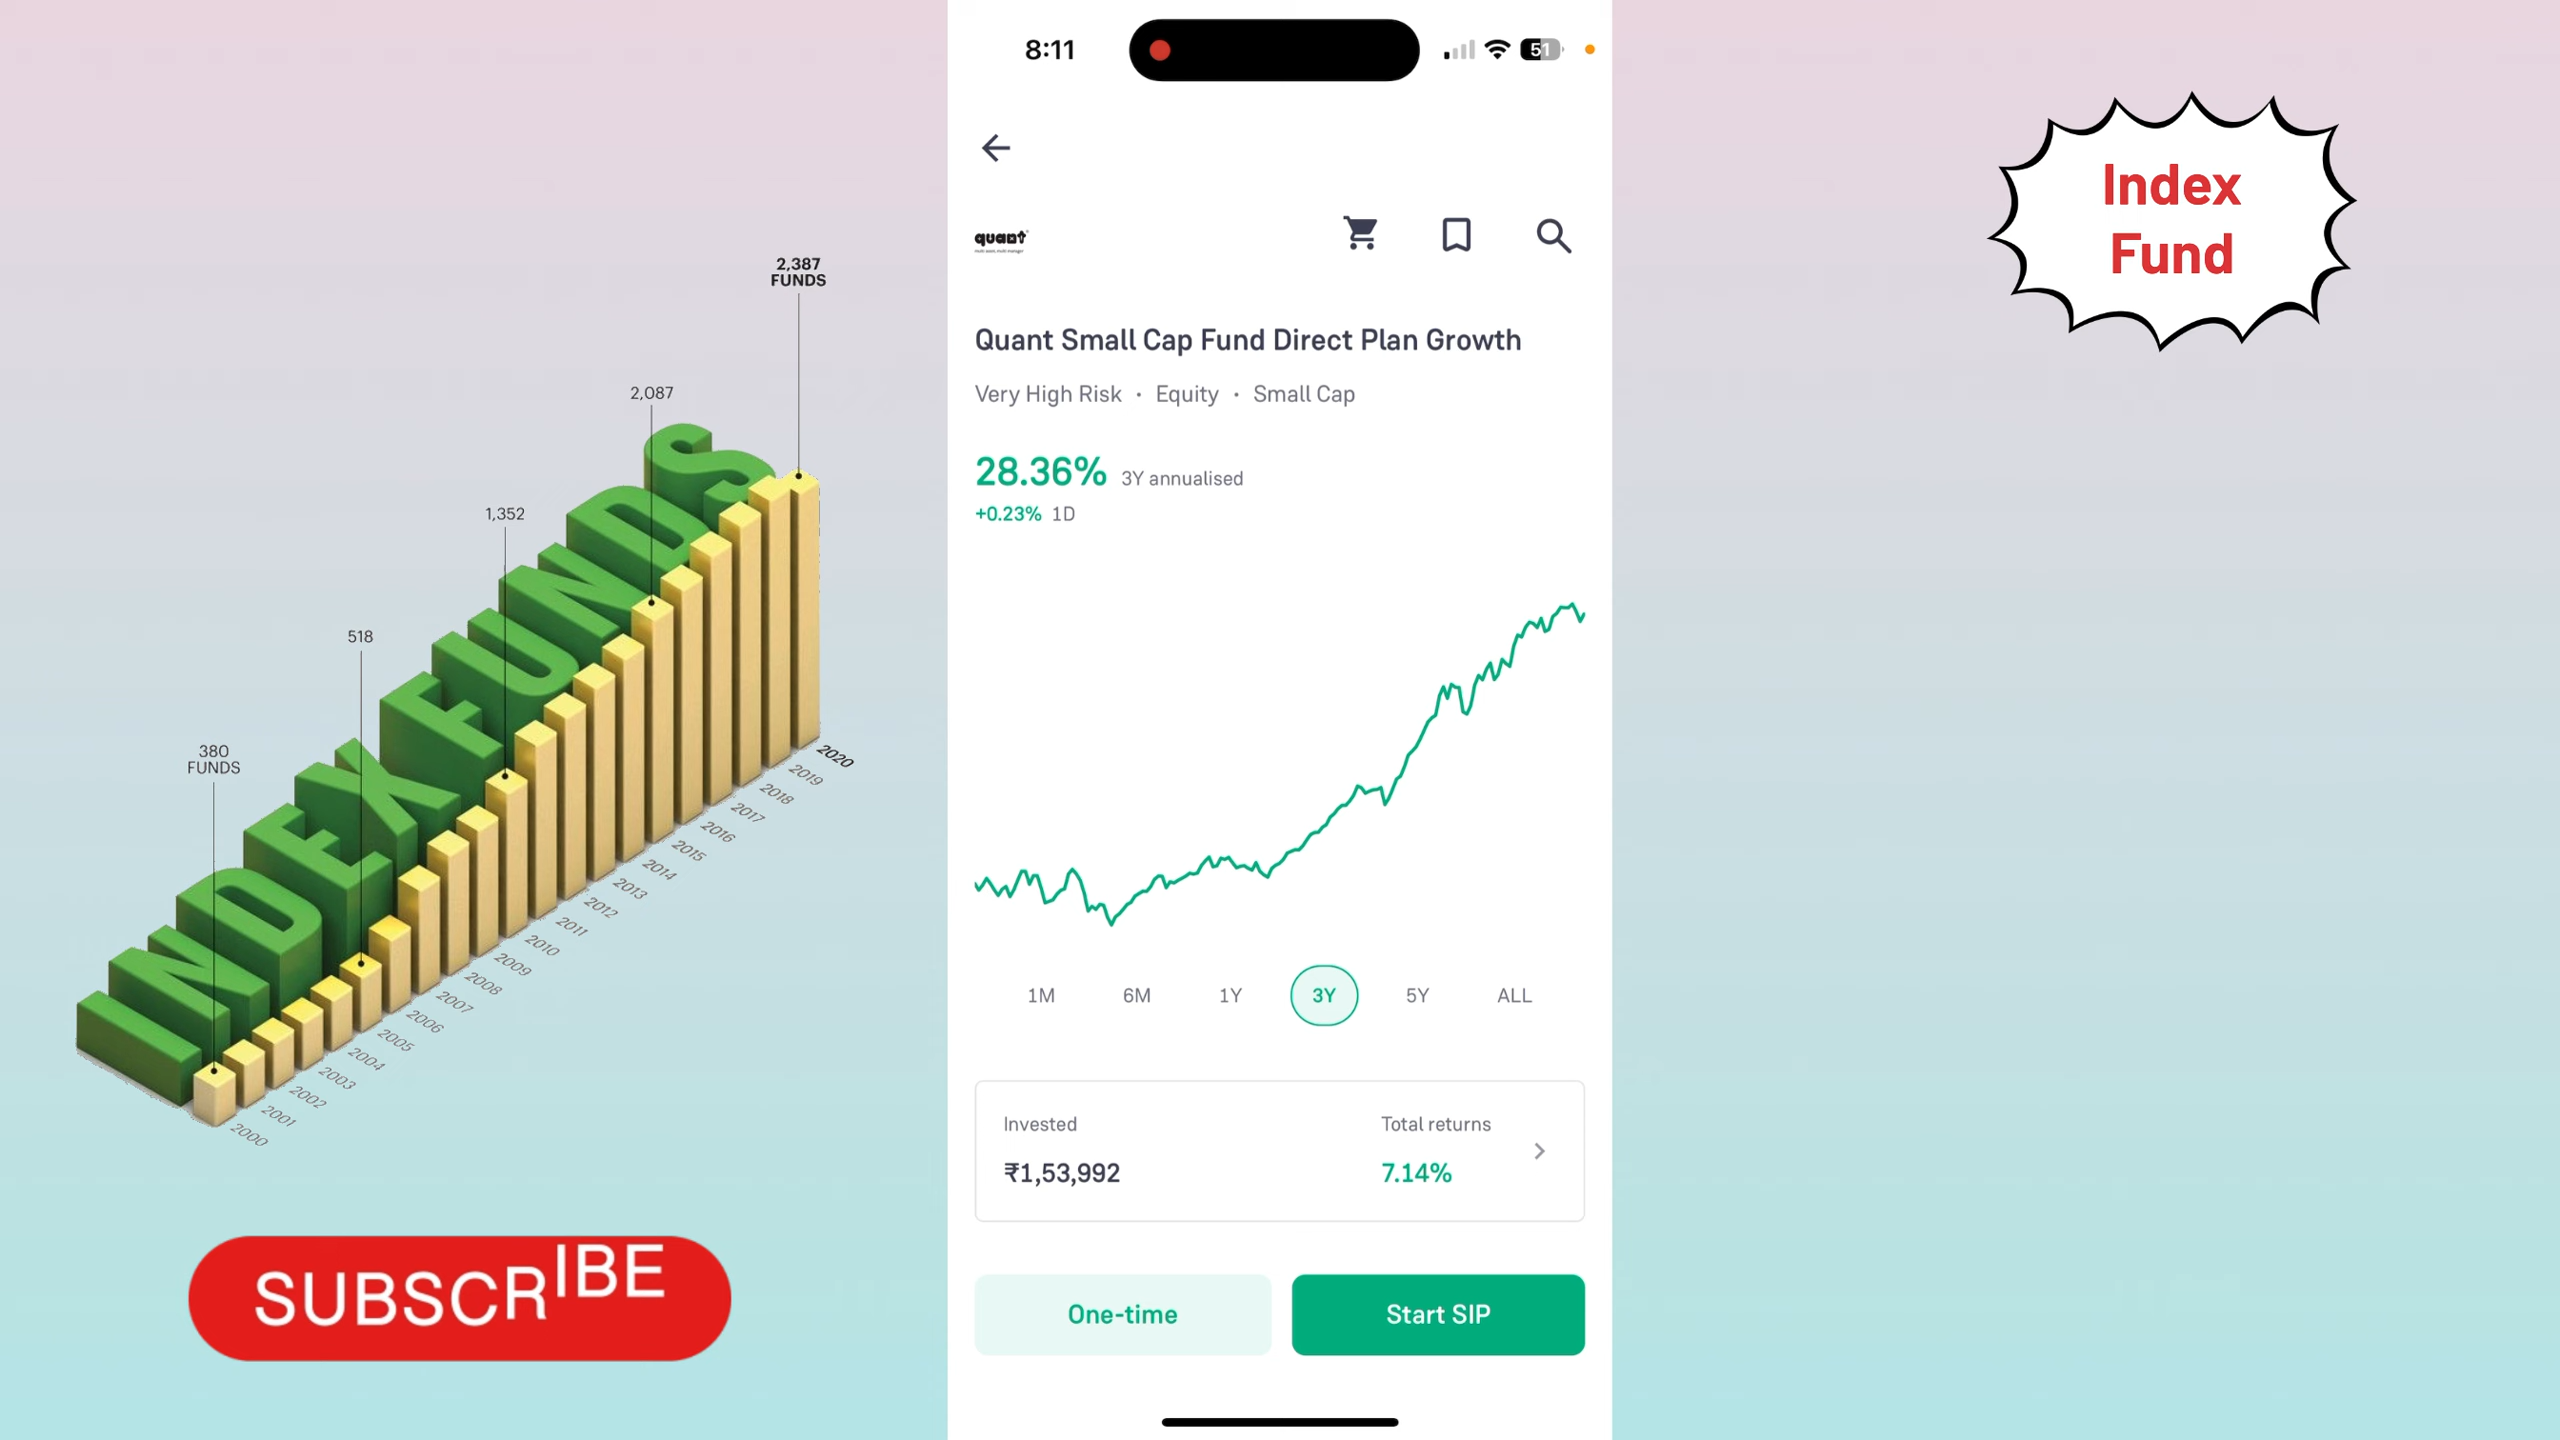 2,387
FUNDS
2,087
1,352
518
380
FUNDS
INDEX FUNDS
2020
2019
2018
2017
2016
2015
2014
2013
2012
2011
2010
2009
2008
2007
2006
2005
2004
2003
2002
2001
2000
SUBSCRIBE
8:11
51
quant
Quant Small Cap Fund Direct Plan Growth
Very High Risk · Equity · Small Cap
28.36% 3Y annualised
+0.23% 1D
1M 6M 1Y 3Y 5Y ALL
Invested Total returns
₹1,53,992 7.14%
One-time Start SIP
Index
Fund